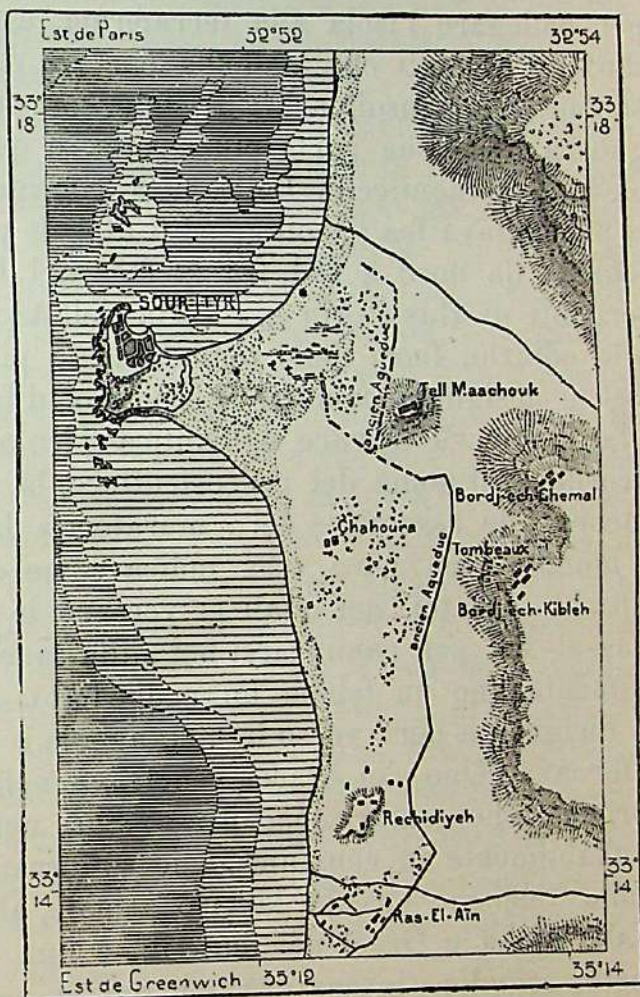 Est. de Paris 32°52 32°54
33°
18
33
18
SOUR (TYR)
ancien Aqueduc
Tell Maachouk
Bordj-ech-Chemal
Chahoura
Tombeaux
Bordj-ech-Kibleh
ancien Aqueduc
Rechidiyeh
33°
14
33°
14
Ras-El-Aïn
Est de Greenwich 35°12 35°14